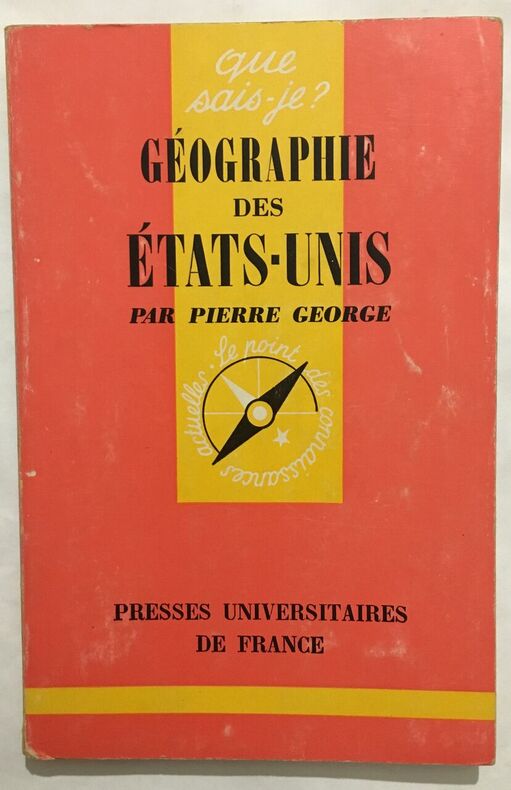 que
sais-je?
GÉOGRAPHIE
DES
ÉTATS-UNIS
PAR PIERRE GEORGE
Le point des connaissances actuelles.
PRESSES UNIVERSITAIRES
DE FRANCE